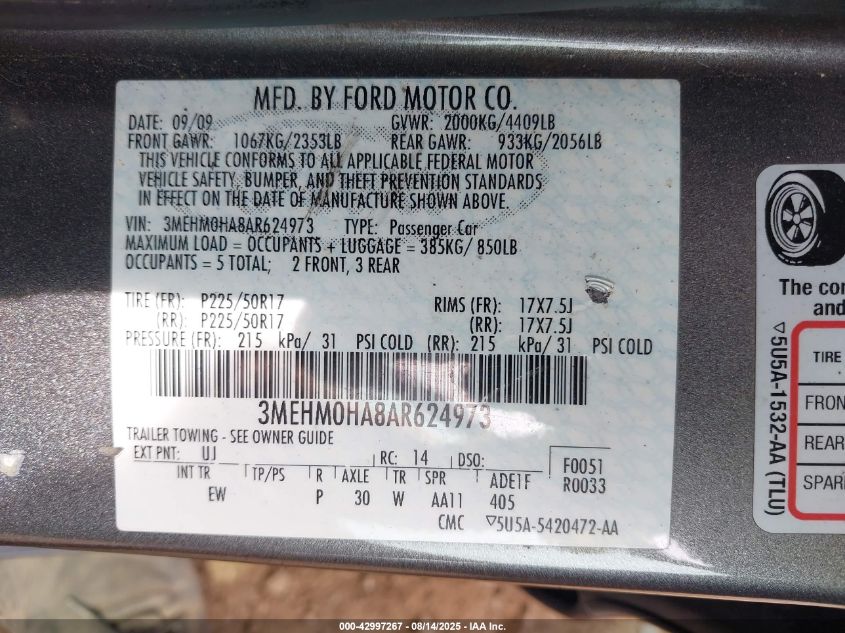 MFD. BY FORD MOTOR CO.
DATE: 09/09 GVWR: 2000KG/4409LB
FRONT GAWR: 1067KG/2353LB REAR GAWR: 933KG/2056LB
THIS VEHICLE CONFORMS TO ALL APPLICABLE FEDERAL MOTOR
VEHICLE SAFETY, BUMPER, AND THEFT PREVENTION STANDARDS
IN EFFECT ON THE DATE OF MANUFACTURE SHOWN ABOVE.
VIN: 3MEHM0HA8AR624973 TYPE: Passenger Car
MAXIMUM LOAD = OCCUPANTS + LUGGAGE = 385KG/850LB
OCCUPANTS = 5 TOTAL; 2 FRONT, 3 REAR
TIRE (FR): P225/50R17 RIMS (FR): 17X7.5J
(RR): P225/50R17 (RR): 17X7.5J
PRESSURE (FR): 215 kPa/ 31 PSI COLD (RR): 215 kPa/31 PSI COLD
3MEHM0HA8AR624973
TRAILER TOWING - SEE OWNER GUIDE
EXT PNT: UJ RC: 14 DSO: F0051
R0033
INT TR TP/PS R AXLE TR SPR ADE1F
EW P 30 W AA11 405
CMC ▽5U5A-5420472-AA
The con
and
TIRE
FRON
REAR
SPAR
▽5U5A-1532-AA (TLU)
000-42997267 - 08/14/2025 - IAA Inc.